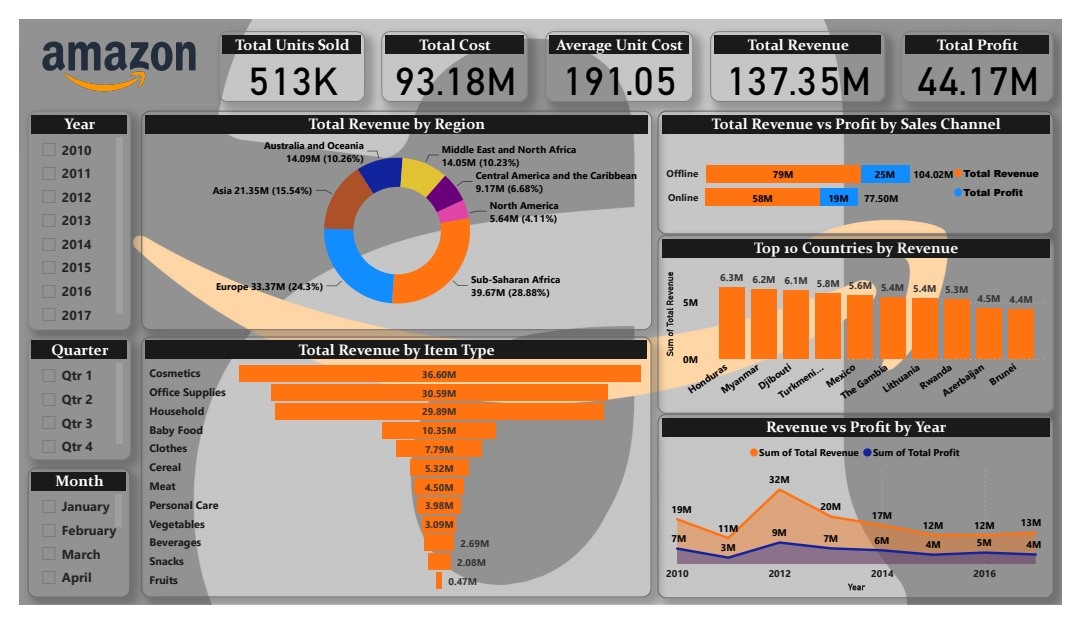 amazon
Total Units Sold
513K
Total Cost
93.18M
Average Unit Cost
191.05
Total Revenue
137.35M
Total Profit
44.17M
Year
2010
2011
2012
2013
2014
2015
2016
2017
Quarter
Qtr 1
Qtr 2
Qtr 3
Qtr 4
Month
January
February
March
April
Total Revenue by Region
Australia and Oceania
14.09M (10.26%)
Middle East and North Africa
14.05M (10.23%)
Central America and the Caribbean
9.17M (6.68%)
North America
5.64M (4.11%)
Asia 21.35M (15.54%)
Europe 33.37M (24.3%)
Sub-Saharan Africa
39.67M (28.88%)
Total Revenue by Item Type
Cosmetics 36.60M
Office Supplies 30.59M
Household 29.89M
Baby Food 10.35M
Clothes 7.79M
Cereal 5.32M
Meat 4.50M
Personal Care 3.98M
Vegetables 3.09M
Beverages 2.69M
Snacks 2.08M
Fruits 0.47M
Total Revenue vs Profit by Sales Channel
Offline 79M 25M 104.02M
Online 58M 19M 77.50M
Total Revenue
Total Profit
Top 10 Countries by Revenue
Sum of Total Revenue
5M
0M
6.3M 6.2M 6.1M 5.8M 5.6M 5.4M 5.4M 5.3M 4.5M 4.4M
Honduras Myanmar Djibouti Turkmeni... Mexico The Gambia Lithuania Rwanda Azerbaijan Brunei
Revenue vs Profit by Year
Sum of Total Revenue Sum of Total Profit
19M 11M 32M 20M 17M 12M 12M 13M
7M 3M 9M 7M 6M 4M 5M 4M
2010 2012 2014 2016
Year